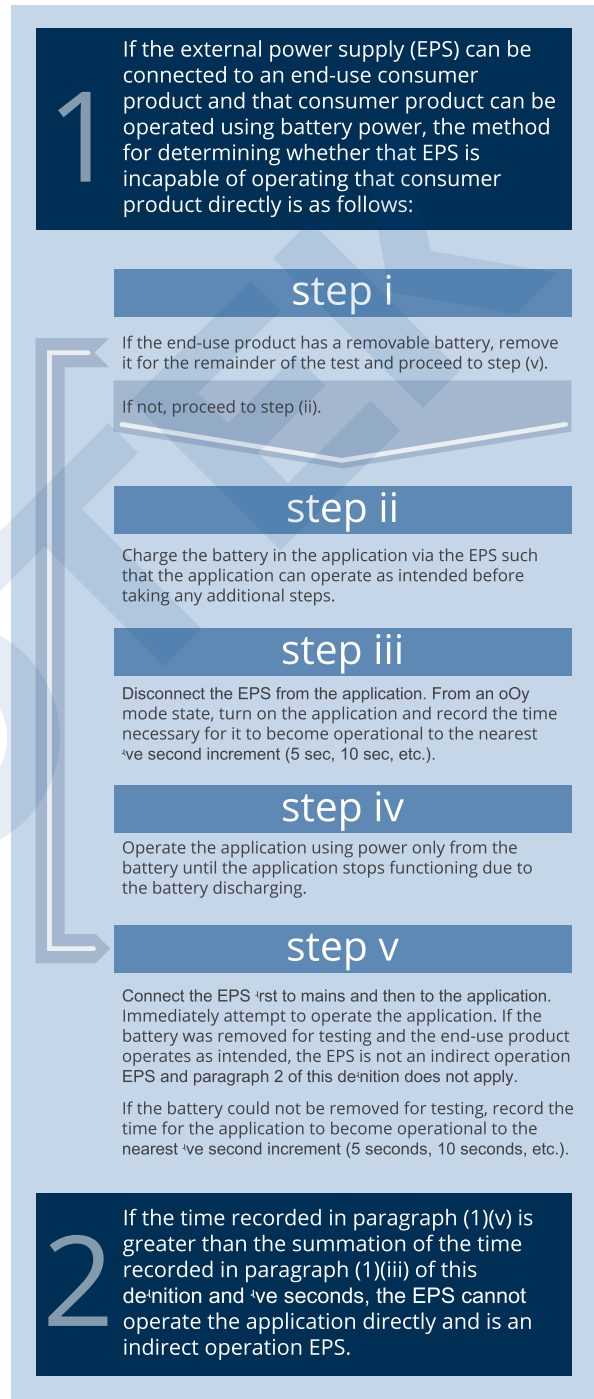 1
If the external power supply (EPS) can be
connected to an end-use consumer
product and that consumer product can be
operated using battery power, the method
for determining whether that EPS is
incapable of operating that consumer
product directly is as follows:
step i
If the end-use product has a removable battery, remove
it for the remainder of the test and proceed to step (v).
If not, proceed to step (ii).
step ii
Charge the battery in the application via the EPS such
that the application can operate as intended before
taking any additional steps.
step iii
Disconnect the EPS from the application. From an oOy
mode state, turn on the application and record the time
necessary for it to become operational to the nearest
ve second increment (5 sec, 10 sec, etc.).
step iv
Operate the application using power only from the
battery until the application stops functioning due to
the battery discharging.
step v
Connect the EPS rst to mains and then to the application.
Immediately attempt to operate the application. If the
battery was removed for testing and the end-use product
operates as intended, the EPS is not an indirect operation
EPS and paragraph 2 of this denition does not apply.
If the battery could not be removed for testing, record the
time for the application to become operational to the
nearest ve second increment (5 seconds, 10 seconds, etc.).
2
If the time recorded in paragraph (1)(v) is
greater than the summation of the time
recorded in paragraph (1)(iii) of this
denition and ve seconds, the EPS cannot
operate the application directly and is an
indirect operation EPS.